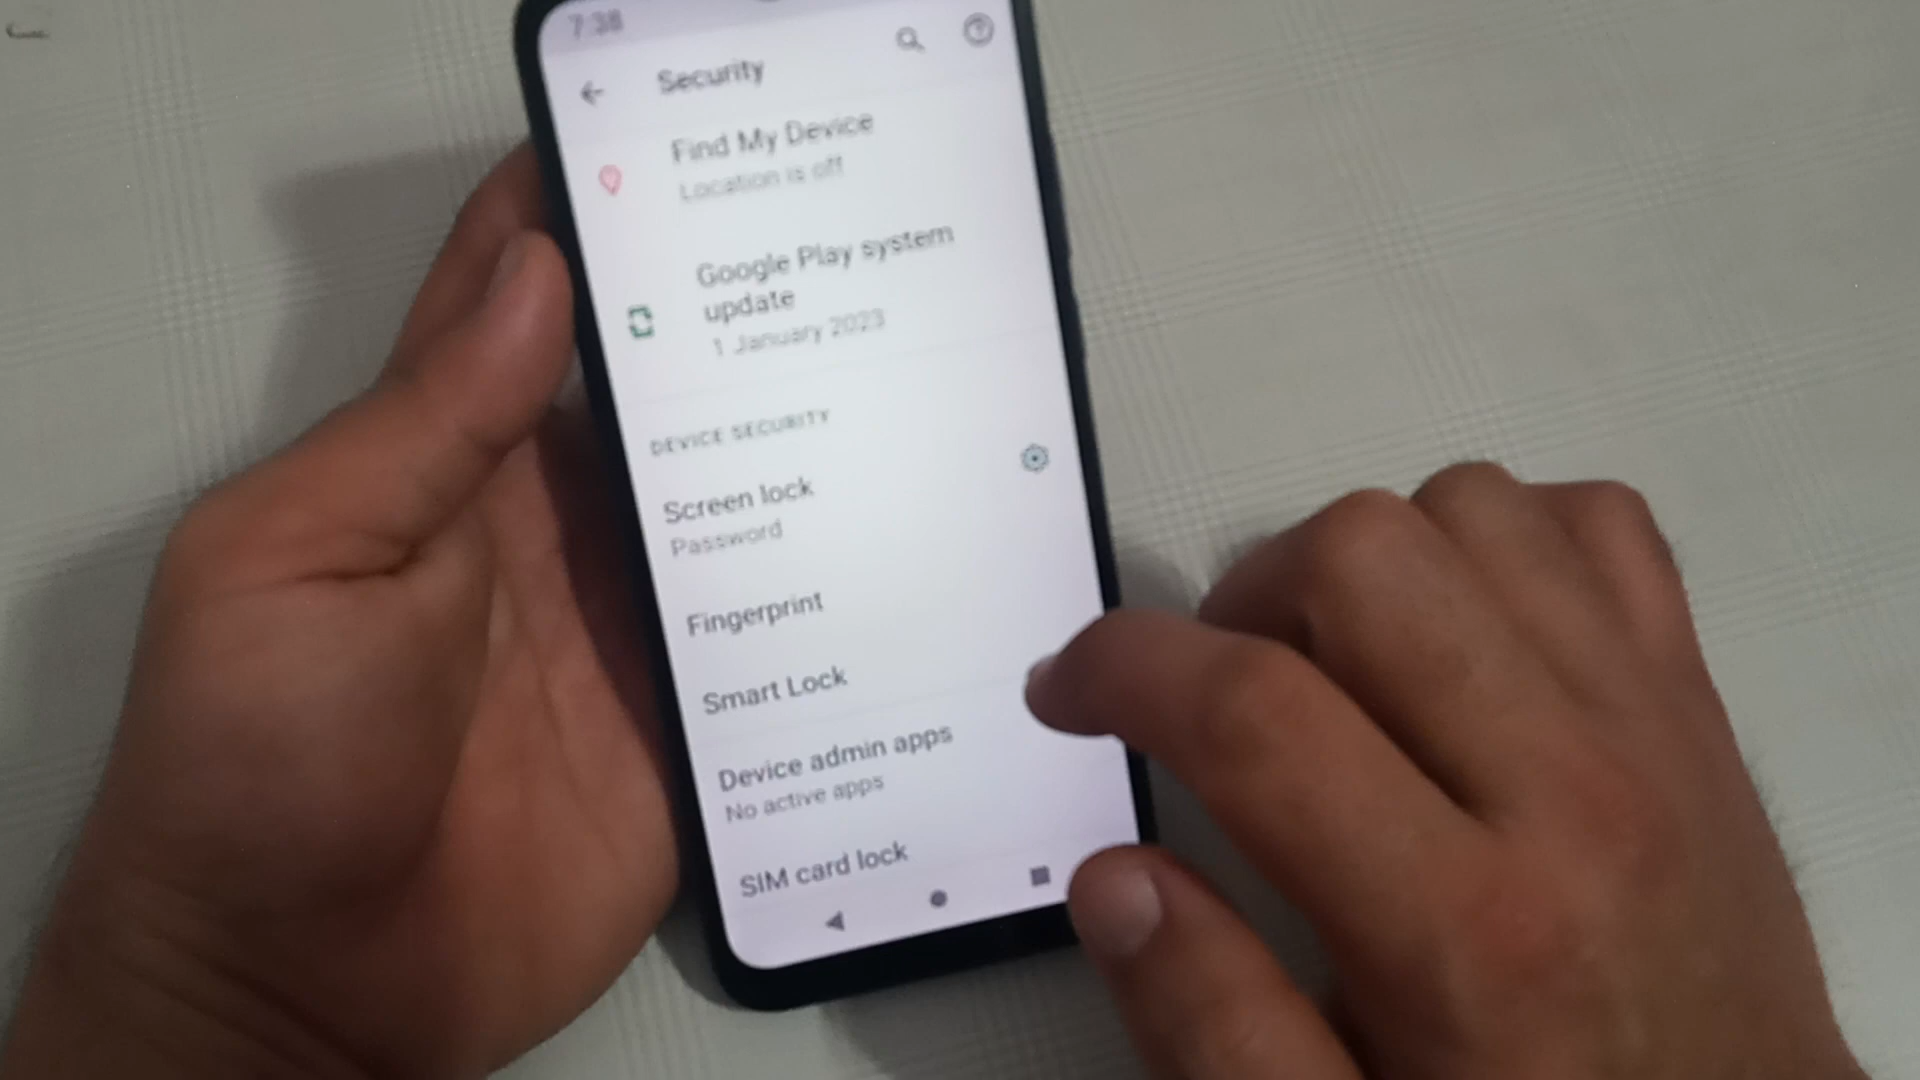 7:38
Security
Find My Device
Location is off
Google Play system
update
1 January 2023
DEVICE SECURITY
Screen lock
Password
Fingerprint
Smart Lock
Device admin apps
No active apps
SIM card lock